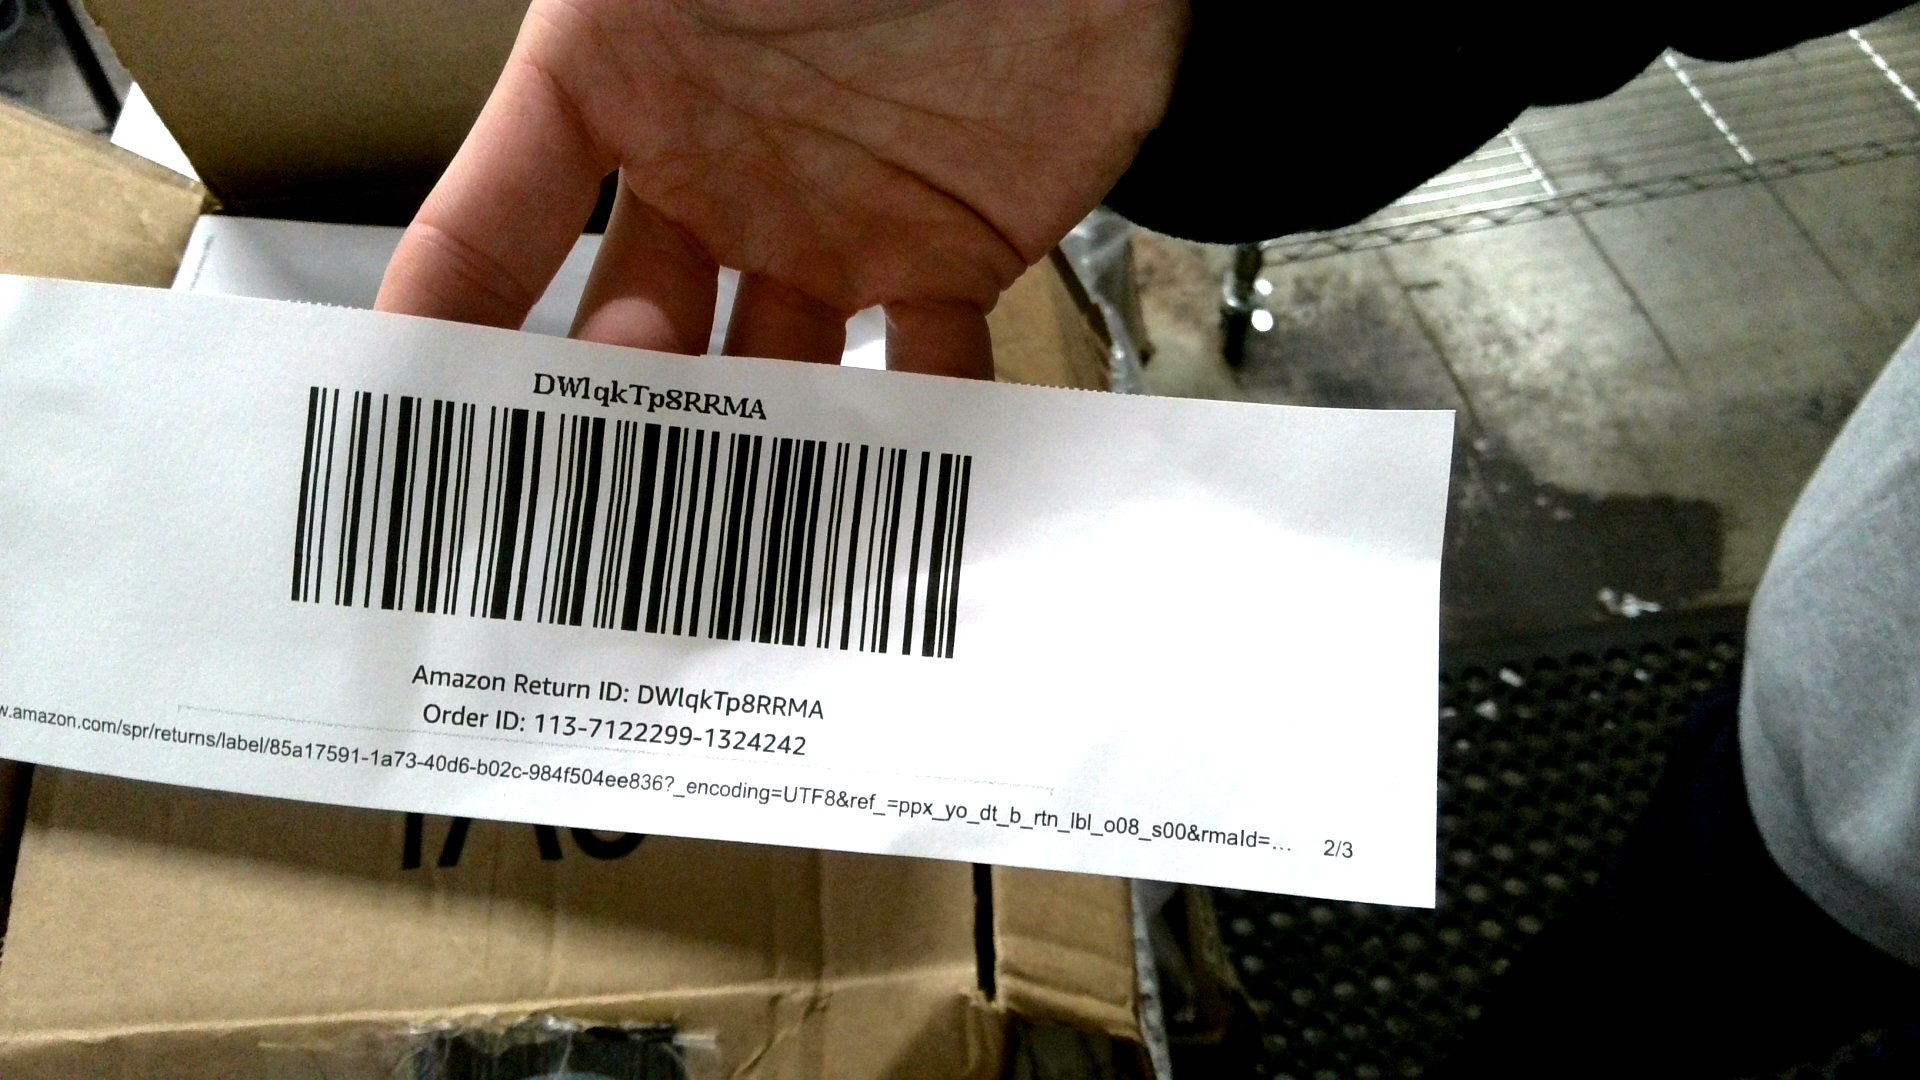 DWlqkTp8RRMA
Amazon Return ID: DWlqkTp8RRMA
Order ID: 113-7122299-1324242
w.amazon.com/spr/returns/label/85a17591-1a73-40d6-b02c-984f504ee836?_encoding=UTF8&ref_=ppx_yo_dt_b_rtn_lbl_o08_s00&rmaId=... 2/3